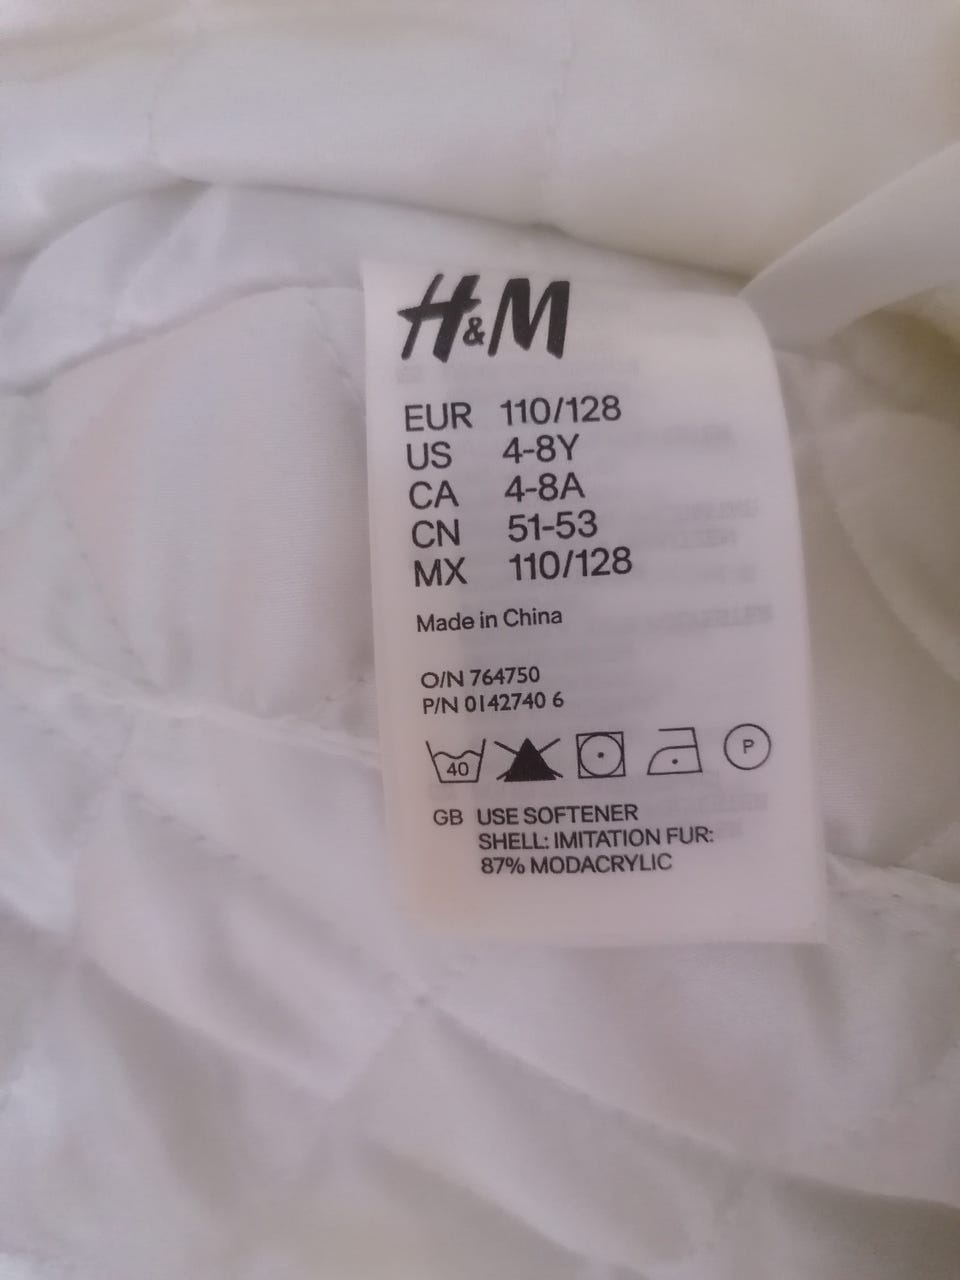 H&M
EUR 110/128
US 4-8Y
CA 4-8A
CN 51-53
MX 110/128
Made in China
O/N 764750
P/N 0142740 6
40 P
GB USE SOFTENER
SHELL: IMITATION FUR:
87% MODACRYLIC